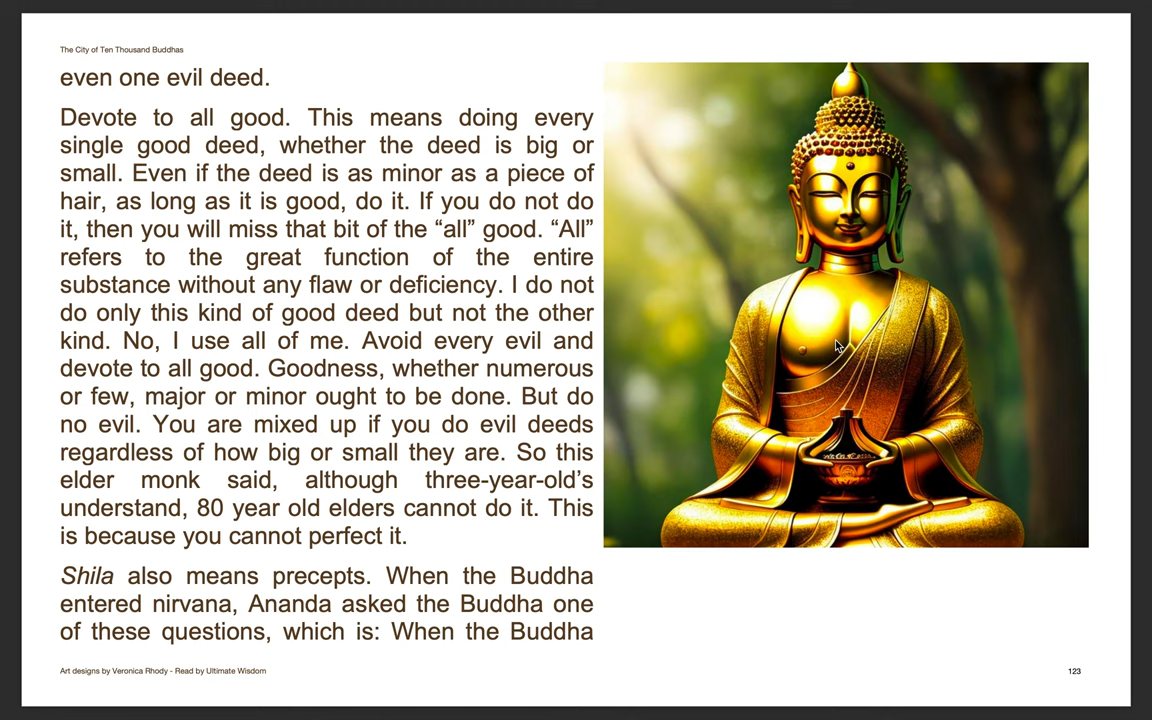 The City of Ten Thousand Buddhas
even one evil deed.
Devote to all good. This means doing every
single good deed, whether the deed is big or
small. Even if the deed is as minor as a piece of
hair, as long as it is good, do it. If you do not do
it, then you will miss that bit of the “all” good. “All”
refers to the great function of the entire
substance without any flaw or deficiency. I do not
do only this kind of good deed but not the other
kind. No, I use all of me. Avoid every evil and
devote to all good. Goodness, whether numerous
or few, major or minor ought to be done. But do
no evil. You are mixed up if you do evil deeds
regardless of how big or small they are. So this
elder monk said, although three-year-old’s
understand, 80 year old elders cannot do it. This
is because you cannot perfect it.
Shila also means precepts. When the Buddha
entered nirvana, Ananda asked the Buddha one
of these questions, which is: When the Buddha
Art designs by Veronica Rhody - Read by Ultimate Wisdom
123